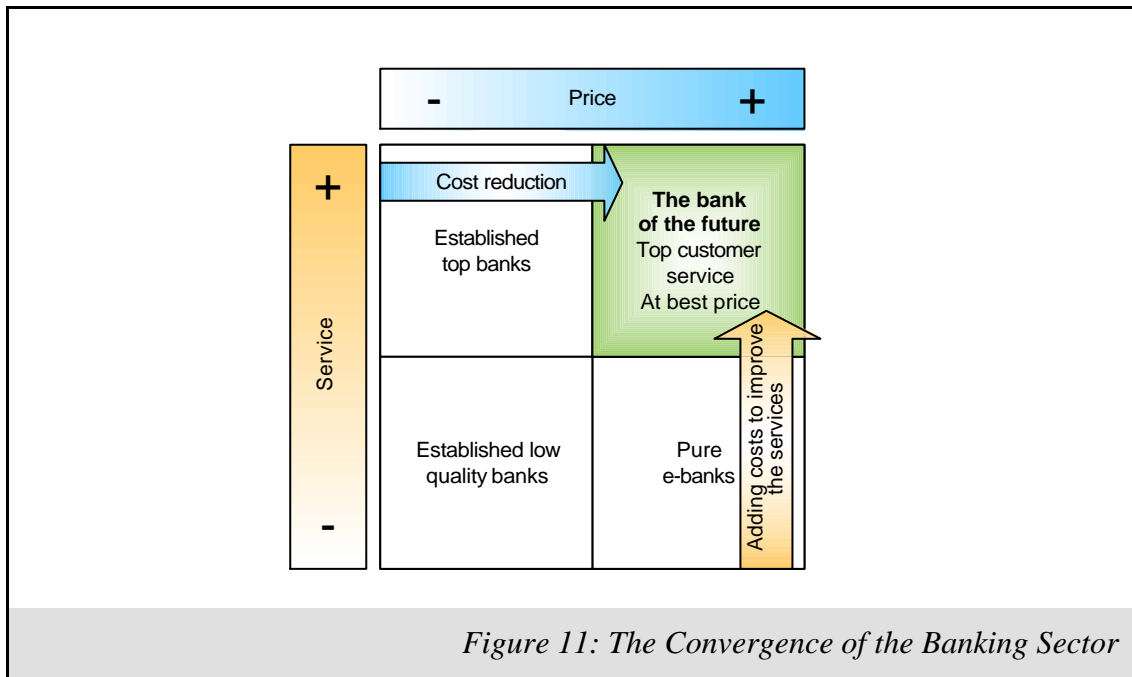 - Price +
+
Service
-
Cost reduction
Established
top banks
The bank
of the future
Top customer
service
At best price
Established low
quality banks
Pure
e-banks
Adding costs to improve
the services
Figure 11: The Convergence of the Banking Sector